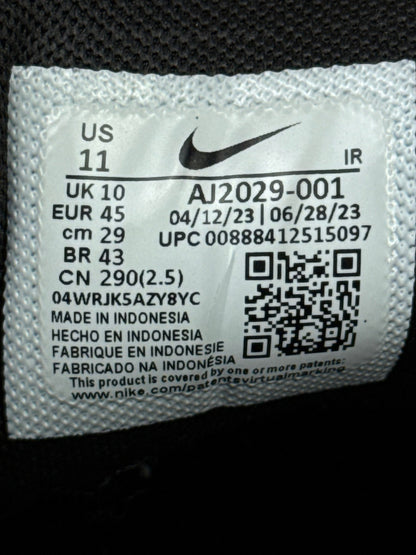 US
11
IR
UK 10
AJ2029-001
EUR 45
04/12/23 | 06/28/23
cm 29
UPC 00888412515097
BR 43
CN 290(2.5)
04WRJK5AZY8YC
MADE IN INDONESIA
HECHO EN INDONESIA
FABRIQUE EN INDONESIE
FABRICADO NA INDONÉSIA
This product is covered by one or more patents:
www.nike.com/patentsvirtualmarking